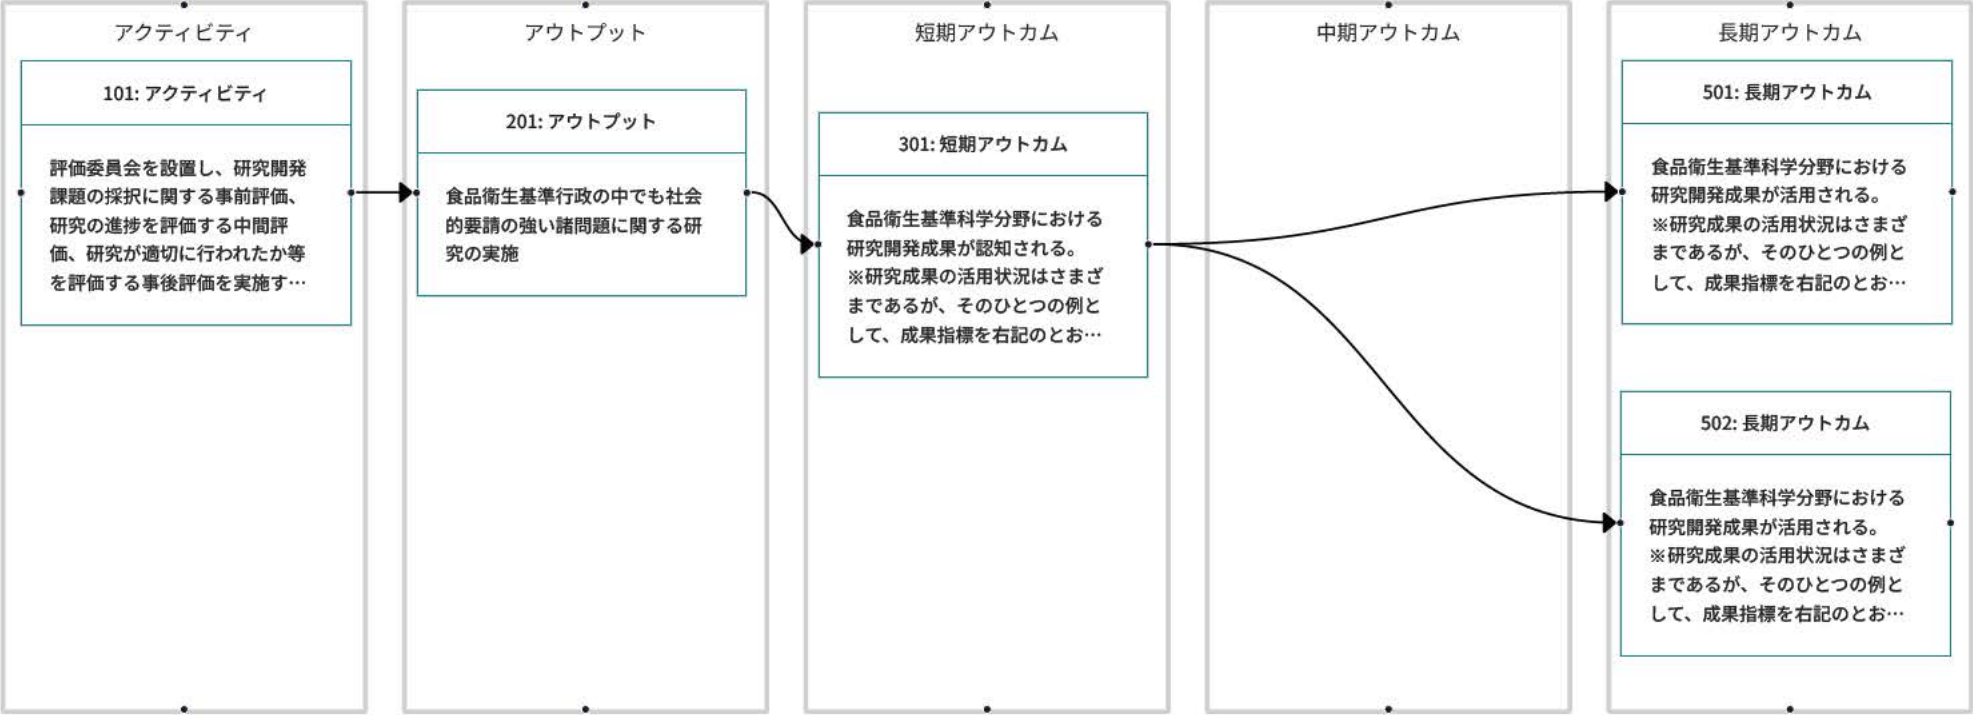 アクティビティ
101: アクティビティ
評価委員会を設置し、研究開発
課題の採択に関する事前評価、
研究の進捗を評価する中間評
価、研究が適切に行われたか等
を評価する事後評価を実施す…
アウトプット
201: アウトプット
食品衛生基準行政の中でも社会
的要請の強い諸問題に関する研
究の実施
短期アウトカム
301: 短期アウトカム
食品衛生基準科学分野における
研究開発成果が認知される。
※研究成果の活用状況はさまざ
まであるが、そのひとつの例と
して、成果指標を右記のとお…
中期アウトカム
長期アウトカム
501: 長期アウトカム
食品衛生基準科学分野における
研究開発成果が活用される。
※研究成果の活用状況はさまざ
まであるが、そのひとつの例と
して、成果指標を右記のとお…
502: 長期アウトカム
食品衛生基準科学分野における
研究開発成果が活用される。
※研究成果の活用状況はさまざ
まであるが、そのひとつの例と
して、成果指標を右記のとお…